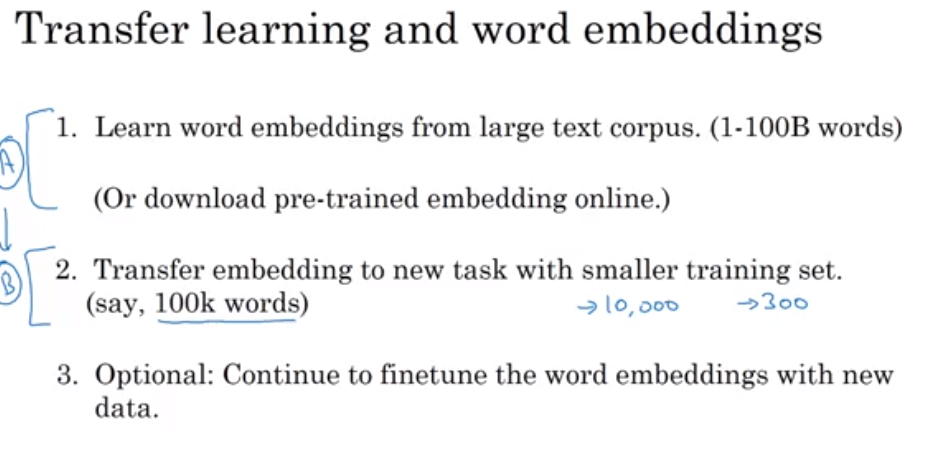 Transfer learning and word embeddings
A
1. Learn word embeddings from large text corpus. (1-100B words)
(Or download pre-trained embedding online.)
B
2. Transfer embedding to new task with smaller training set.
(say, 100k words) →10,000 →300
3. Optional: Continue to finetune the word embeddings with new
data.